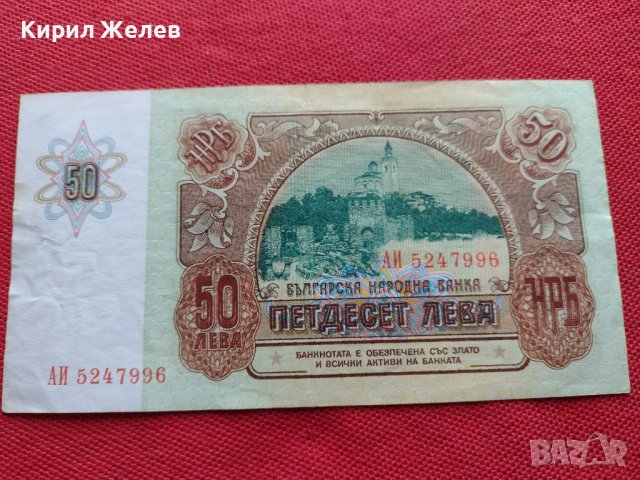 Кирил Желев
НРБ
50
50
АИ 5247996
БЪЛГАРСКА НАРОДНА БАНКА
ПЕТДЕСЕТ ЛЕВА
50
ЛЕВА
НРБ
БАНКНОТАТА Е ОБЕЗПЕЧЕНА СЪС ЗЛАТО
И ВСИЧКИ АКТИВИ НА БАНКАТА
АИ 5247996
BAZAR